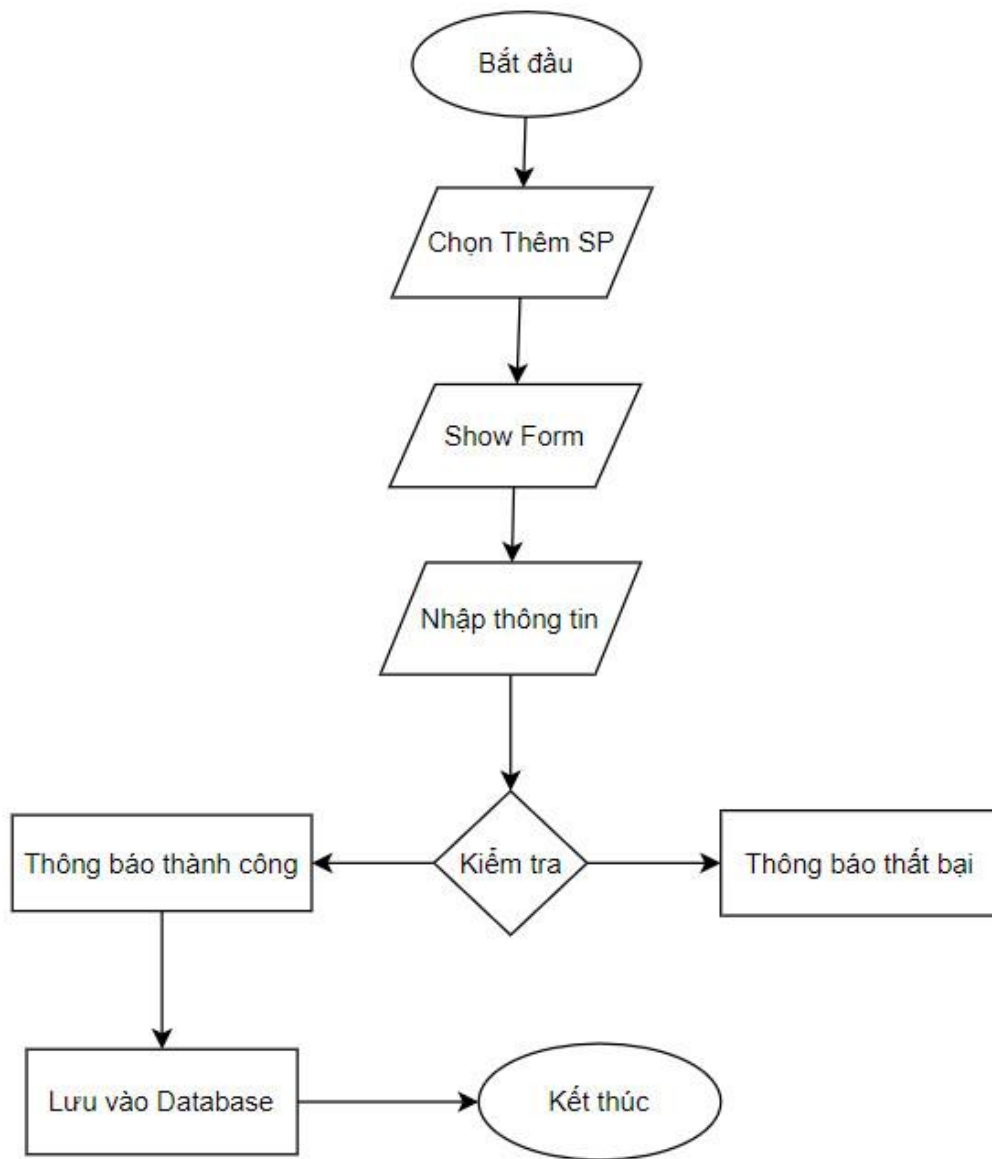 Bắt đầu
Chọn Thêm SP
Show Form
Nhập thông tin
Thông báo thành công
Kiểm tra
Thông báo thất bại
Lưu vào Database
Kết thúc